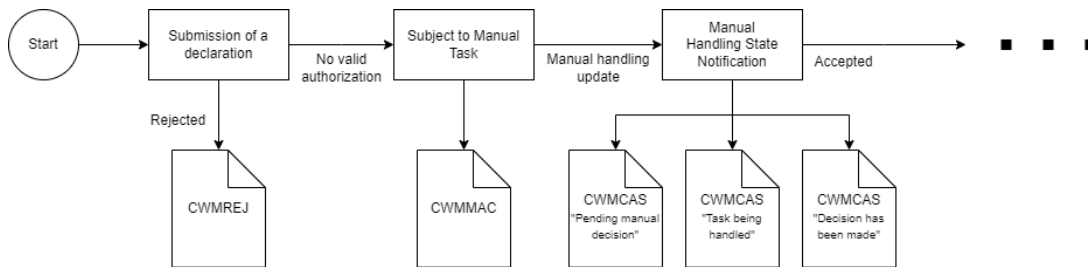 Start
Submission of a
declaration
No valid
authorization
Subject to Manual
Task
Manual handling
update
Manual
Handling State
Notification
Accepted
Rejected
CWMREJ
CWMMAC
CWMCAS
"Pending manual
decision"
CWMCAS
"Task being
handled"
CWMCAS
"Decision has
been made"